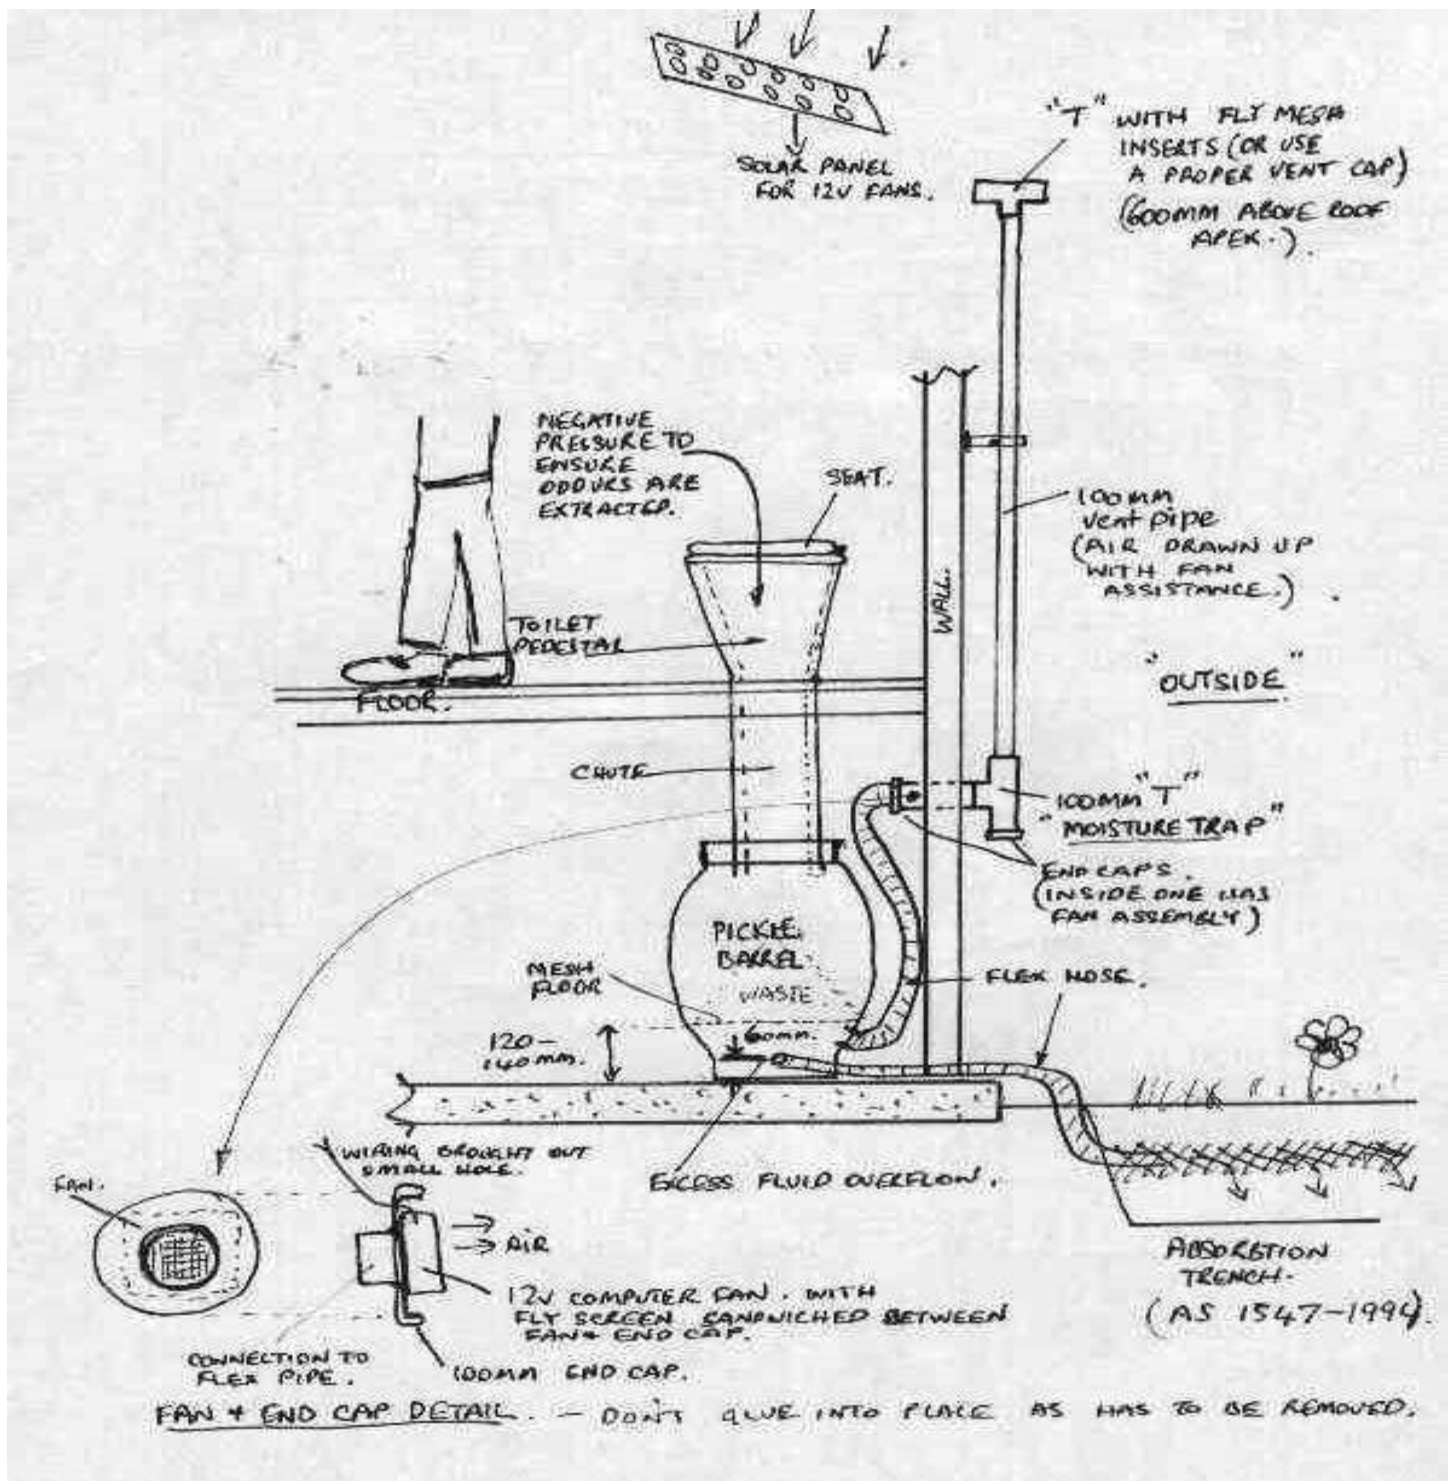 SOLAR PANEL
FOR 12V FANS.
"T" WITH FLY MESH
INSERTS (OR USE
A PROPER VENT CAP)
(600MM ABOVE ROOF
APEX.).
NEGATIVE
PRESSURE TO
ENSURE
ODOURS ARE
EXTRACTED.
SEAT.
100MM
Vent pipe
(AIR DRAWN UP
WITH FAN
ASSISTANCE.)
WALL.
TOILET
PEDESTAL
"OUTSIDE"
FLOOR.
CHUTE
100MM "T"
"MOISTURE TRAP"
END CAPS.
(INSIDE ONE HAS
FAN ASSEMBLY)
PICKLE
BARREL
WASTE
MESH
FLOOR
FLEX HOSE.
60mm.
120-
140mm.
WIRING BROUGHT OUT
SMALL HOLE.
EXCESS FLUID OVERFLOW.
FAN.
AIR
ABSORBTION
TRENCH.
(AS 1547-1994).
12V COMPUTER FAN. WITH
FLY SCREEN SANDWICHED BETWEEN
FAN & END CAP.
CONNECTION TO
FLEX PIPE.
100MM END CAP.
FAN & END CAP DETAIL. - DON'T GLUE INTO PLACE AS HAS TO BE REMOVED.